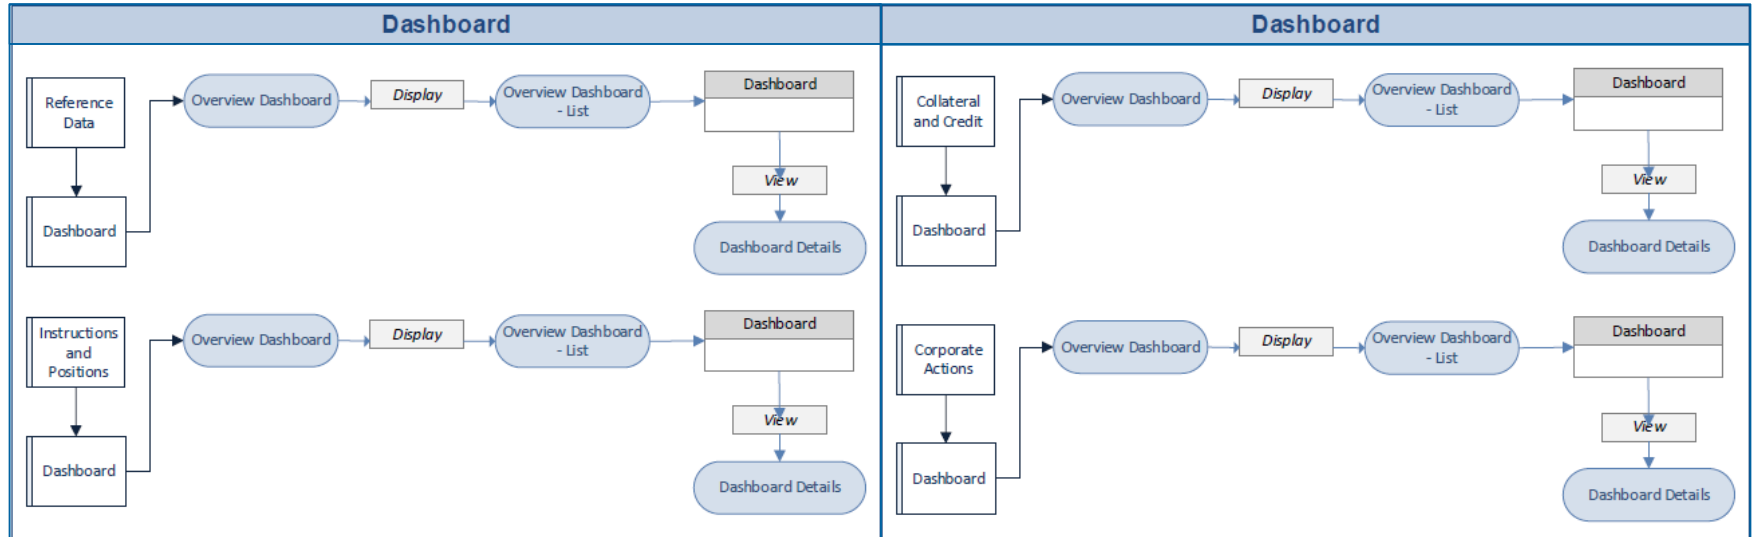 Dashboard
Reference
Data
Overview Dashboard
Display
Overview Dashboard
- List
Dashboard
View
Dashboard
Dashboard Details
Instructions
and
Positions
Overview Dashboard
Display
Overview Dashboard
- List
Dashboard
View
Dashboard
Dashboard Details
Dashboard
Collateral
and Credit
Overview Dashboard
Display
Overview Dashboard
- List
Dashboard
View
Dashboard
Dashboard Details
Corporate
Actions
Overview Dashboard
Display
Overview Dashboard
- List
Dashboard
View
Dashboard
Dashboard Details